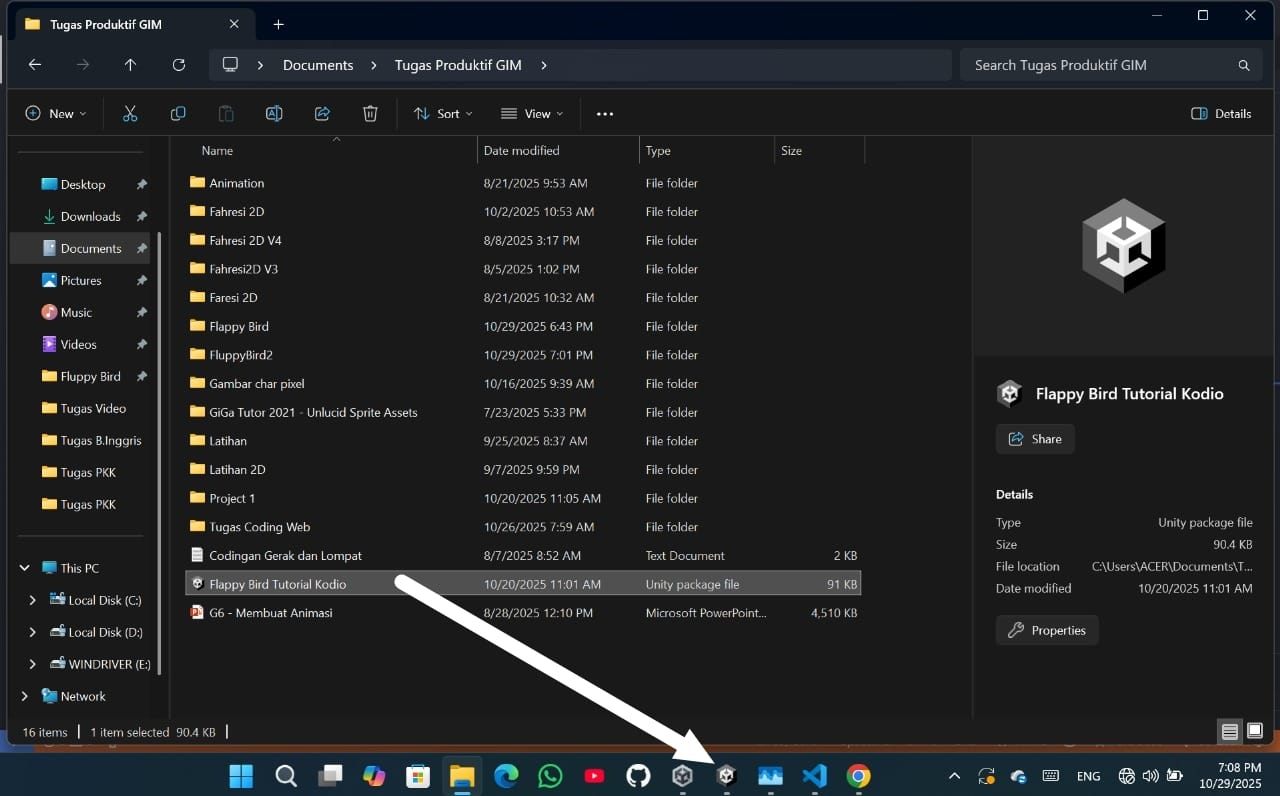 Tugas Produktif GIM
Documents
Tugas Produktif GIM
Search Tugas Produktif GIM
New
Sort
View
Details
Name
Date modified
Type
Size
Desktop
Downloads
Documents
Pictures
Music
Videos
Fluppy Bird
Tugas Video
Tugas B.Inggris
Tugas PKK
Tugas PKK
This PC
Local Disk (C:)
Local Disk (D:)
WINDRIVER (E:)
Network
Animation 8/21/2025 9:53 AM File folder
Fahresi 2D 10/2/2025 10:53 AM File folder
Fahresi 2D V4 8/8/2025 3:17 PM File folder
Fahresi2D V3 8/5/2025 1:02 PM File folder
Faresi 2D 8/21/2025 10:32 AM File folder
Flappy Bird 10/29/2025 6:43 PM File folder
FluppyBird2 10/29/2025 7:01 PM File folder
Gambar char pixel 10/16/2025 9:39 AM File folder
GiGa Tutor 2021 - Unlucid Sprite Assets 7/23/2025 5:33 PM File folder
Latihan 9/25/2025 8:37 AM File folder
Latihan 2D 9/7/2025 9:59 PM File folder
Project 1 10/20/2025 11:05 AM File folder
Tugas Coding Web 10/26/2025 7:59 AM File folder
Codingan Gerak dan Lompat 8/7/2025 8:52 AM Text Document 2 KB
Flappy Bird Tutorial Kodio 10/20/2025 11:01 AM Unity package file 91 KB
G6 - Membuat Animasi 8/28/2025 12:10 PM Microsoft PowerPoint... 4,510 KB
Flappy Bird Tutorial Kodio
Share
Details
Type Unity package file
Size 90.4 KB
File location C:\Users\ACER\Documents\T...
Date modified 10/20/2025 11:01 AM
Properties
16 items 1 item selected 90.4 KB
ENG
7:08 PM
10/29/2025